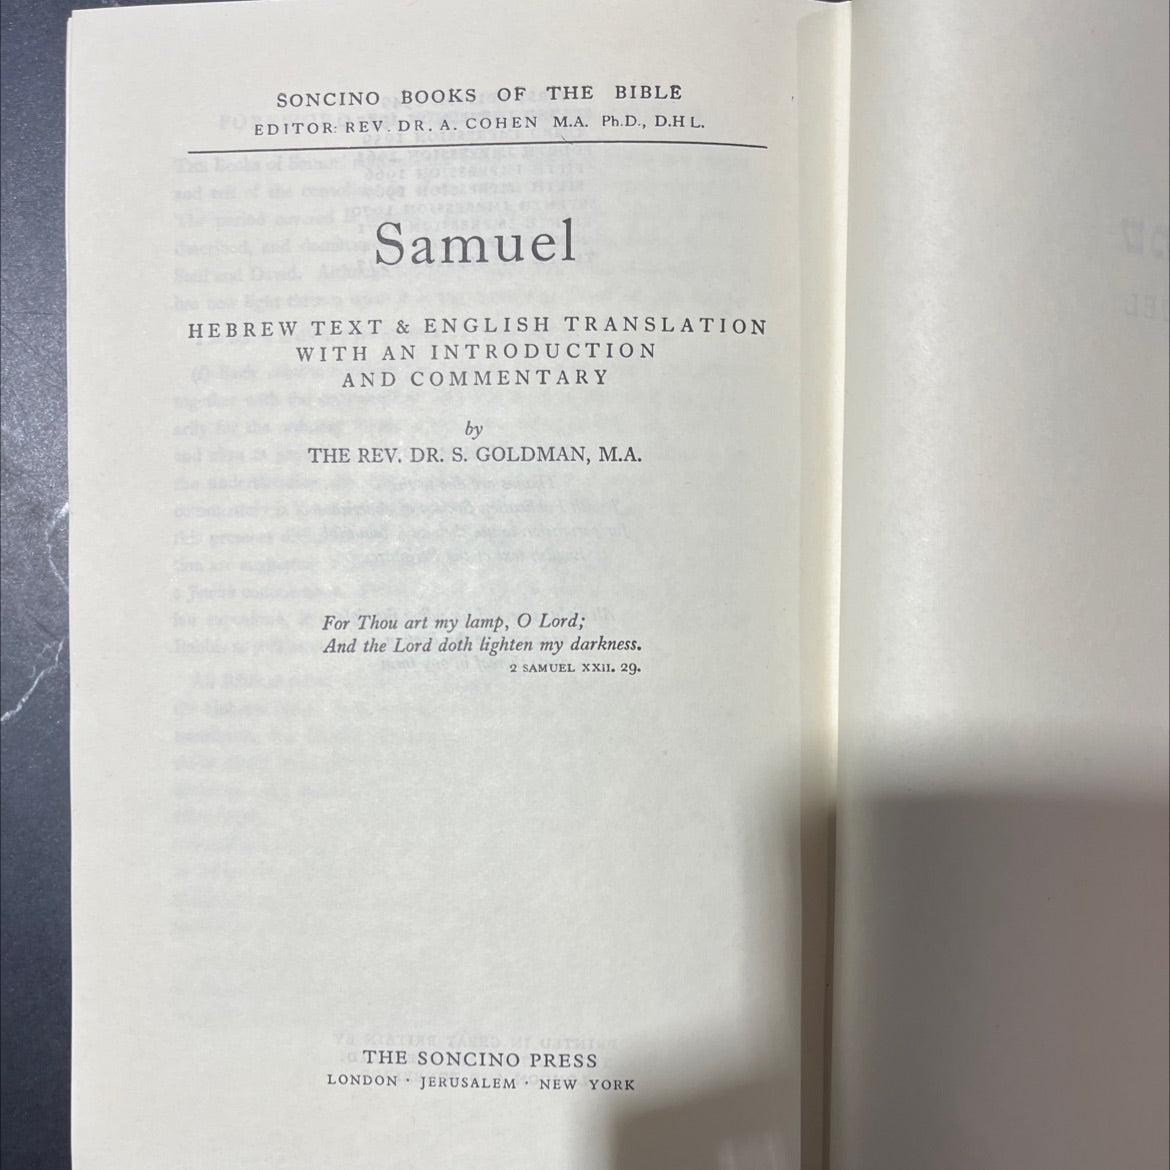 SONCINO BOOKS OF THE BIBLE
EDITOR: REV. DR. A. COHEN M.A. Ph.D., D.H L.
Samuel
HEBREW TEXT & ENGLISH TRANSLATION
WITH AN INTRODUCTION
AND COMMENTARY
by
THE REV. DR. S. GOLDMAN, M.A.
For Thou art my lamp, O Lord;
And the Lord doth lighten my darkness.
2 SAMUEL XXII. 29.
THE SONCINO PRESS
LONDON · JERUSALEM · NEW YORK